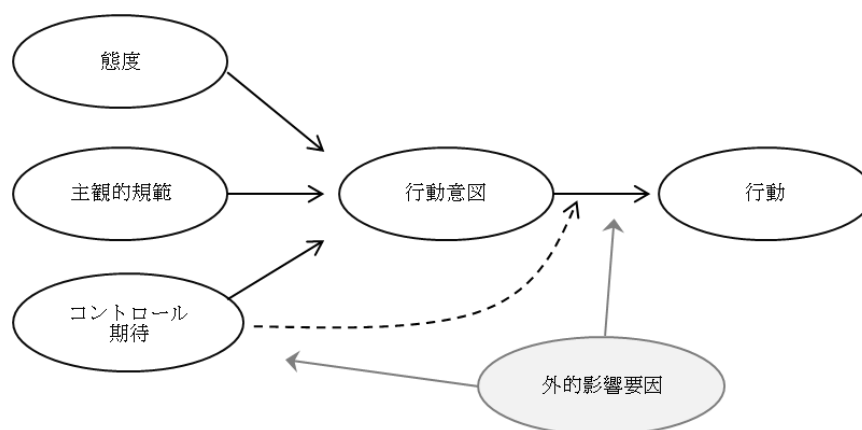 態度
主観的規範
行動意図
行動
コントロール
期待
外的影響要因